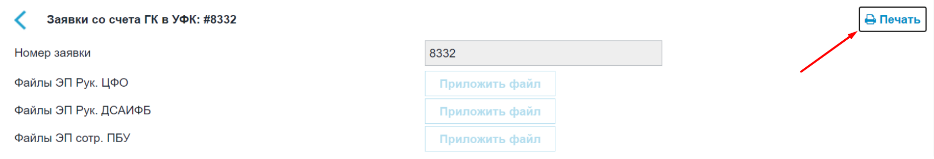 Заявки со счета ГК в УФК: #8332
Печать
Номер заявки
8332
Файлы ЭП Рук. ЦФО
Приложить файл
Файлы ЭП Рук. ДСАИФБ
Приложить файл
Файлы ЭП сотр. ПБУ
Приложить файл